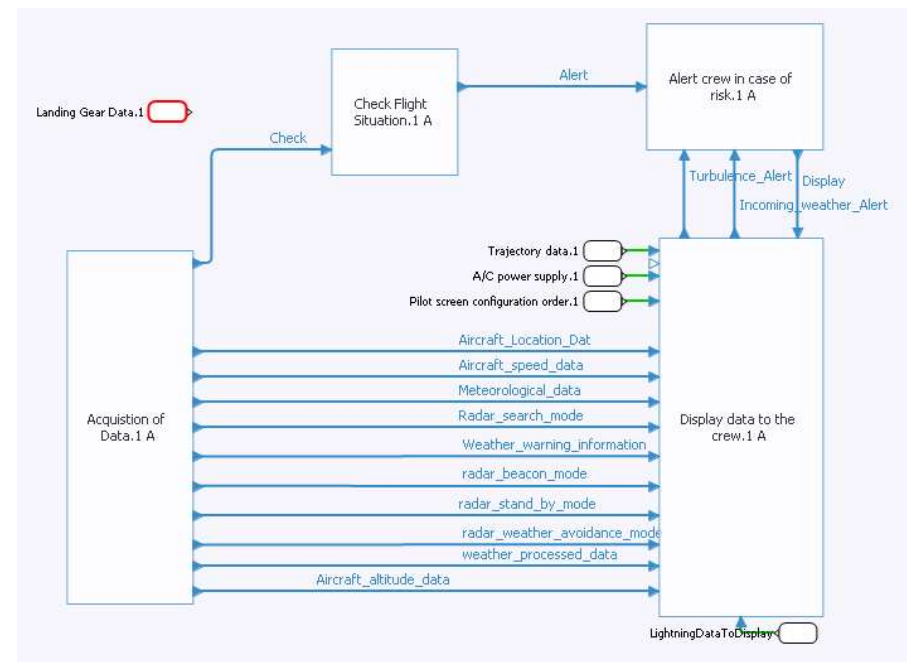 Alert
Alert crew in case of
risk.1 A
Check Flight
Situation.1 A
Landing Gear Data.1
Check
Turbulence_Alert
Display
Incoming_weather_Alert
Trajectory data.1
A/C power supply.1
Pilot screen configuration order.1
Aircraft_Location_Dat
Aircraft_speed_data
Meteorological_data
Radar_search_mode
Acquistion of
Data.1 A
Display data to the
crew.1 A
Weather_warning_information
radar_beacon_mode
radar_stand_by_mode
radar_weather_avoidance_mode
weather_processed_data
Aircraft_altitude_data
LightningDataToDisplay